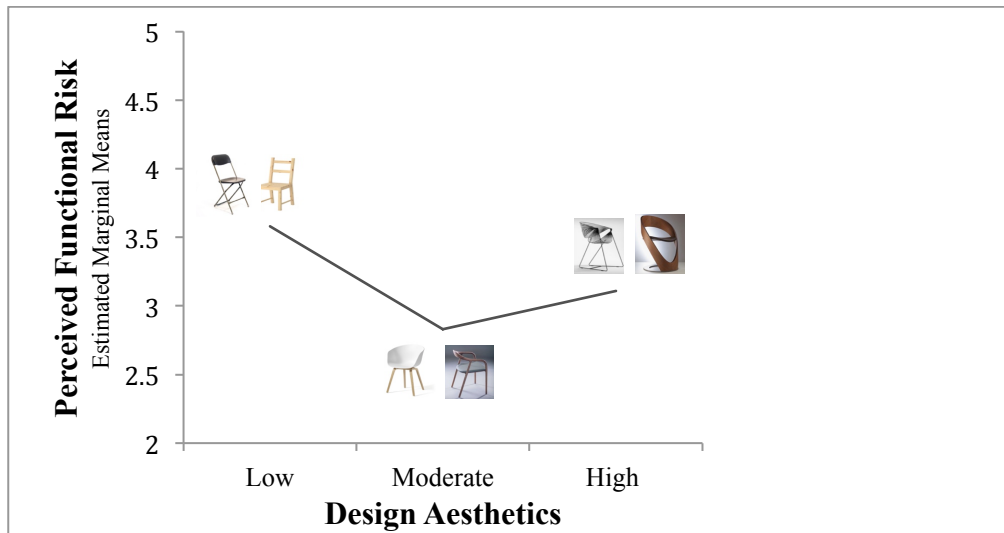 Perceived Functional Risk
Estimated Marginal Means
5
4.5
4
3.5
3
2.5
2
Low Moderate High
Design Aesthetics